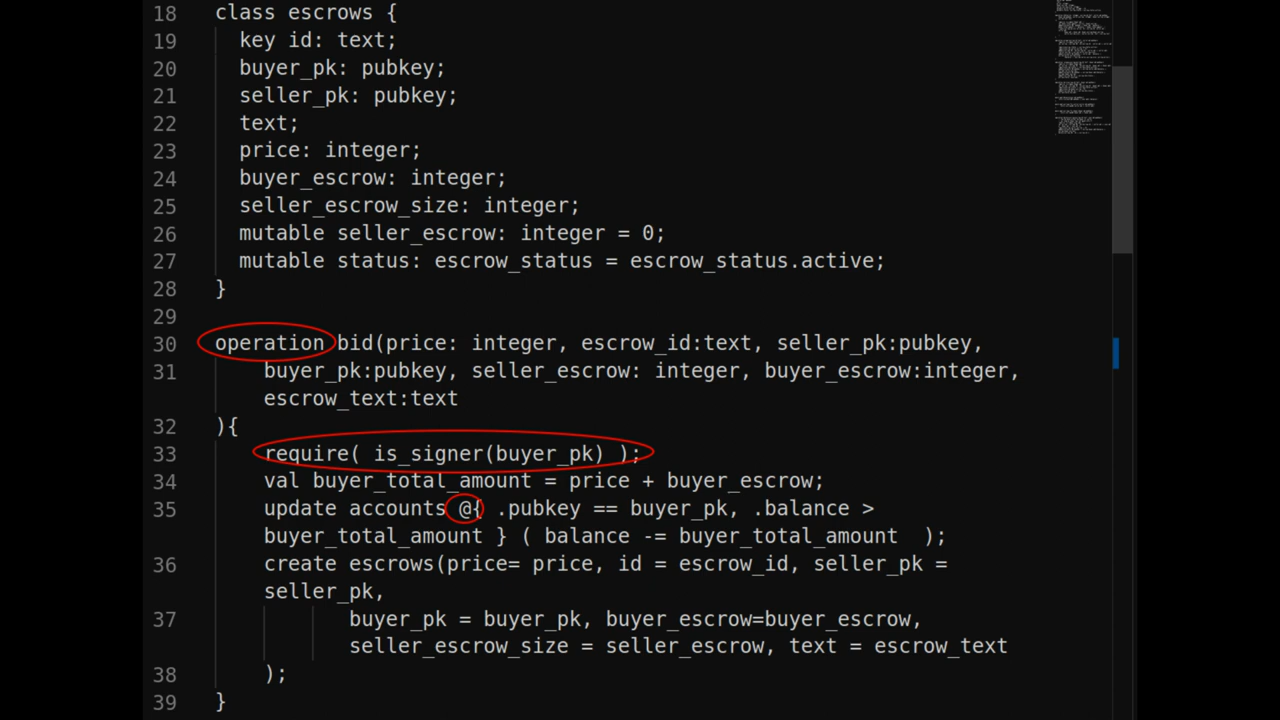 18 class escrows {
19 key id: text;
20 buyer_pk: pubkey;
21 seller_pk: pubkey;
22 text;
23 price: integer;
24 buyer_escrow: integer;
25 seller_escrow_size: integer;
26 mutable seller_escrow: integer = 0;
27 mutable status: escrow_status = escrow_status.active;
28 }
29
30 operation bid(price: integer, escrow_id:text, seller_pk:pubkey,
31 buyer_pk:pubkey, seller_escrow: integer, buyer_escrow:integer,
escrow_text:text
32 ){
33 require( is_signer(buyer_pk) );
34 val buyer_total_amount = price + buyer_escrow;
35 update accounts @{ .pubkey == buyer_pk, .balance >
buyer_total_amount } ( balance -= buyer_total_amount  );
36 create escrows(price= price, id = escrow_id, seller_pk =
seller_pk,
37 buyer_pk = buyer_pk, buyer_escrow=buyer_escrow,
seller_escrow_size = seller_escrow, text = escrow_text
38 );
39 }